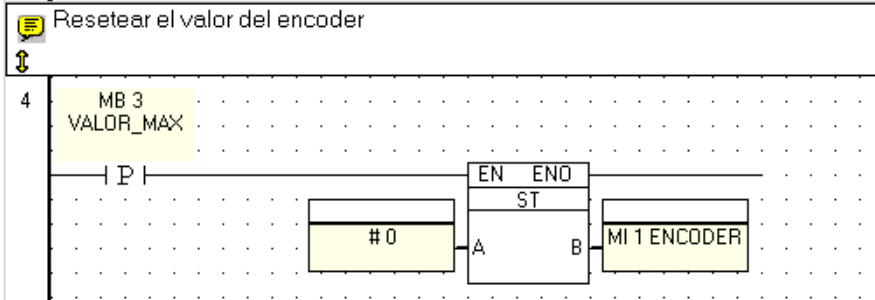 Resetear el valor del encoder
4
MB 3
VALOR_MAX
P
EN ENO
ST
# 0
A B
MI 1 ENCODER